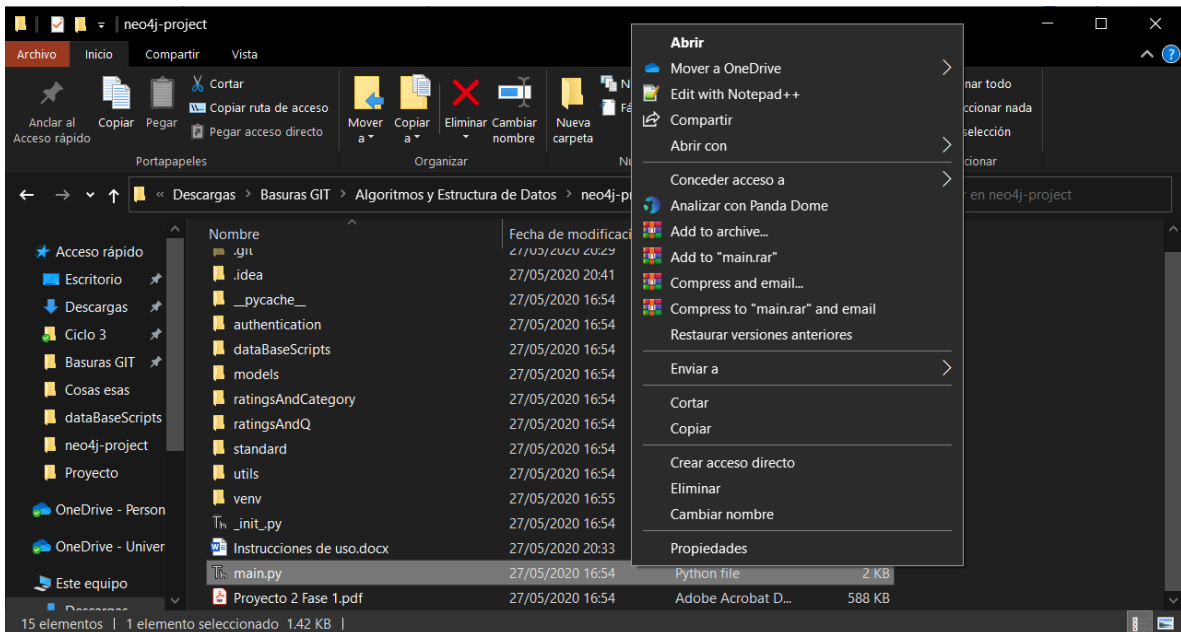 neo4j-project
Archivo Inicio Compartir Vista
Anclar al Acceso rápido
Copiar
Pegar
Cortar
Copiar ruta de acceso
Pegar acceso directo
Portapapeles
Mover a
Copiar a
Eliminar
Cambiar nombre
Organizar
Nueva carpeta
nar todo
ccionar nada
selección
cionar
« Descargas > Basuras GIT > Algoritmos y Estructura de Datos > neo4j-p
r en neo4j-project
Acceso rápido
Escritorio
Descargas
Ciclo 3
Basuras GIT
Cosas esas
dataBaseScripts
neo4j-project
Proyecto
OneDrive - Person
OneDrive - Univer
Este equipo
Descargas
Nombre Fecha de modificaci
.git 27/05/2020 20:29
.idea 27/05/2020 20:41
__pycache__ 27/05/2020 16:54
authentication 27/05/2020 16:54
dataBaseScripts 27/05/2020 16:54
models 27/05/2020 16:54
ratingsAndCategory 27/05/2020 16:54
ratingsAndQ 27/05/2020 16:54
standard 27/05/2020 16:54
utils 27/05/2020 16:54
venv 27/05/2020 16:55
_init_.py 27/05/2020 16:54
Instrucciones de uso.docx 27/05/2020 20:33
main.py 27/05/2020 16:54 Python file 2 KB
Proyecto 2 Fase 1.pdf 27/05/2020 16:54 Adobe Acrobat D... 588 KB
Abrir
Mover a OneDrive
Edit with Notepad++
Compartir
Abrir con
Conceder acceso a
Analizar con Panda Dome
Add to archive...
Add to "main.rar"
Compress and email...
Compress to "main.rar" and email
Restaurar versiones anteriores
Enviar a
Cortar
Copiar
Crear acceso directo
Eliminar
Cambiar nombre
Propiedades
15 elementos | 1 elemento seleccionado 1.42 KB |